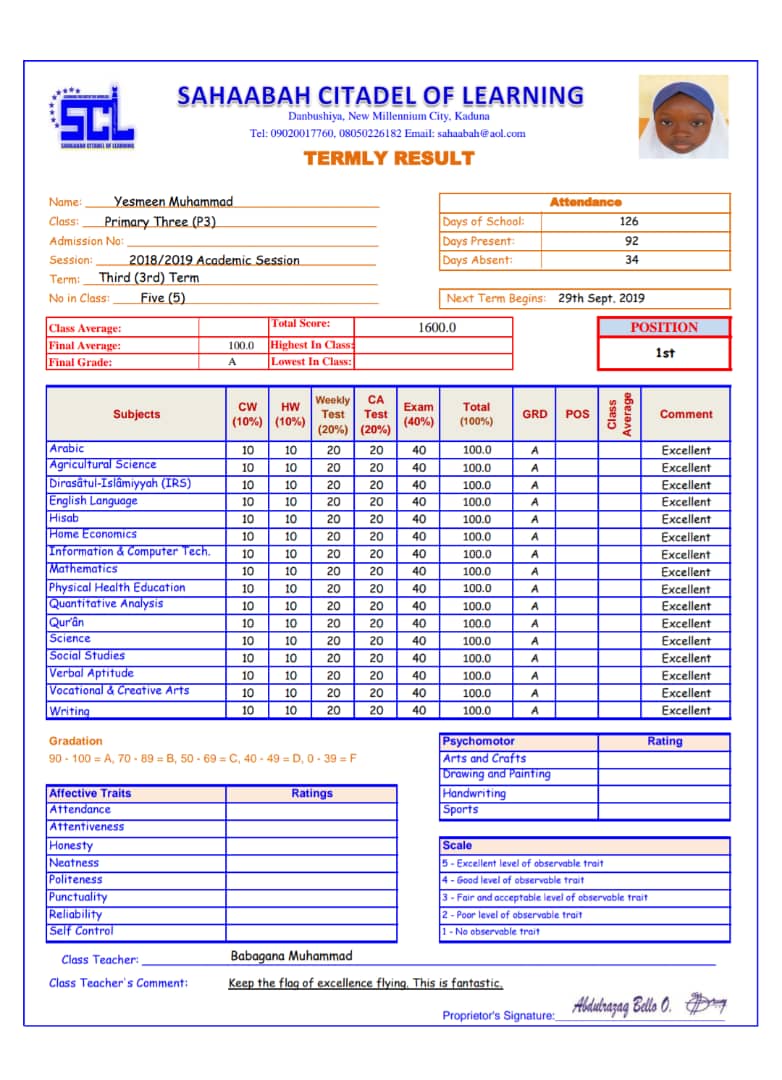 SAHAABAH CITADEL OF LEARNING
Danbushiya, New Millennium City, Kaduna
Tel: 09020017760, 08050226182 Email: sahaabah@aol.com
TERMLY RESULT
SCL
SAHAABAH CITADEL OF LEARNING
Name: Yesmeen Muhammad
Class: Primary Three (P3)
Admission No:
Session: 2018/2019 Academic Session
Term: Third (3rd) Term
No in Class: Five (5)
Attendance
Days of School: 126
Days Present: 92
Days Absent: 34
Next Term Begins: 29th Sept, 2019
Class Average: Total Score: 1600.0
Final Average: 100.0 Highest In Class:
Final Grade: A Lowest In Class:
POSITION
1st
Subjects CW (10%) HW (10%) Weekly Test (20%) CA Test (20%) Exam (40%) Total (100%) GRD POS Class Average Comment
Arabic 10 10 20 20 40 100.0 A Excellent
Agricultural Science 10 10 20 20 40 100.0 A Excellent
Dirasâtul-Islâmiyyah (IRS) 10 10 20 20 40 100.0 A Excellent
English Language 10 10 20 20 40 100.0 A Excellent
Hisab 10 10 20 20 40 100.0 A Excellent
Home Economics 10 10 20 20 40 100.0 A Excellent
Information & Computer Tech. 10 10 20 20 40 100.0 A Excellent
Mathematics 10 10 20 20 40 100.0 A Excellent
Physical Health Education 10 10 20 20 40 100.0 A Excellent
Quantitative Analysis 10 10 20 20 40 100.0 A Excellent
Qur'ân 10 10 20 20 40 100.0 A Excellent
Science 10 10 20 20 40 100.0 A Excellent
Social Studies 10 10 20 20 40 100.0 A Excellent
Verbal Aptitude 10 10 20 20 40 100.0 A Excellent
Vocational & Creative Arts 10 10 20 20 40 100.0 A Excellent
Writing 10 10 20 20 40 100.0 A Excellent
Gradation
90 - 100 = A, 70 - 89 = B, 50 - 69 = C, 40 - 49 = D, 0 - 39 = F
Psychomotor Rating
Arts and Crafts
Drawing and Painting
Handwriting
Sports
Affective Traits Ratings
Attendance
Attentiveness
Honesty
Neatness
Politeness
Punctuality
Reliability
Self Control
Scale
5 - Excellent level of observable trait
4 - Good level of observable trait
3 - Fair and acceptable level of observable trait
2 - Poor level of observable trait
1 - No observable trait
Class Teacher: Babagana Muhammad
Class Teacher's Comment: Keep the flag of excellence flying. This is fantastic.
Proprietor's Signature: Abdulrazaq Bello O.